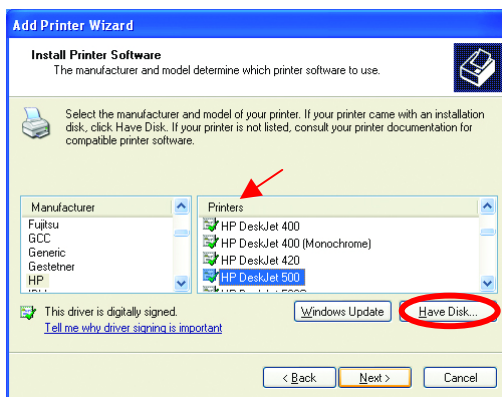 Add Printer Wizard
Install Printer Software
The manufacturer and model determine which printer software to use.
Select the manufacturer and model of your printer. If your printer came with an installation
disk, click Have Disk. If your printer is not listed, consult your printer documentation for
compatible printer software.
Manufacturer
Fujitsu
GCC
Generic
Gestetner
HP
Printers
HP DeskJet 400
HP DeskJet 400 (Monochrome)
HP DeskJet 420
HP DeskJet 500
This driver is digitally signed.
Tell me why driver signing is important
Windows Update
Have Disk...
< Back
Next >
Cancel